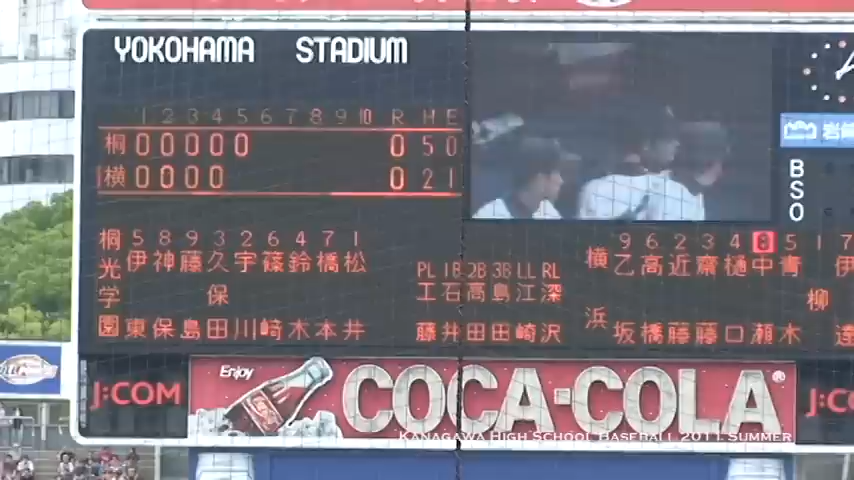 YOKOHAMA STADIUM
1 2 3 4 5 6 7 8 9 10 R H E
桐 0 0 0 0 0 0 5 0
横 0 0 0 0 0 2 1
B
S
O
桐光学園
5 8 9 3 2 6 4 7 1
伊東 神保 藤島 久保田 宇川 篠崎 鈴木 橋本 松井
PL 1B 2B 3B LL RL
工藤 石井 高田 島田 江崎 深沢
横浜
9 6 2 3 4 8 5 1 7
乙坂 高橋 近藤 齋藤 樋口 中瀬 青木 柳 伊達
J:COM
Enjoy
COCA-COLA
KANAGAWA HIGH SCHOOL BASEBALL 2011 SUMMER